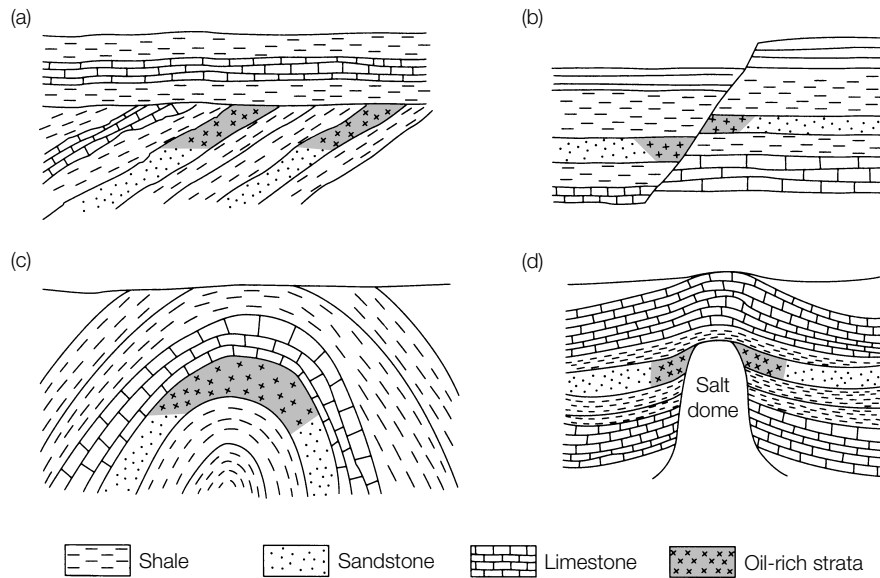 (a)
(b)
(c)
(d)
Salt
dome
Shale
Sandstone
Limestone
Oil-rich strata